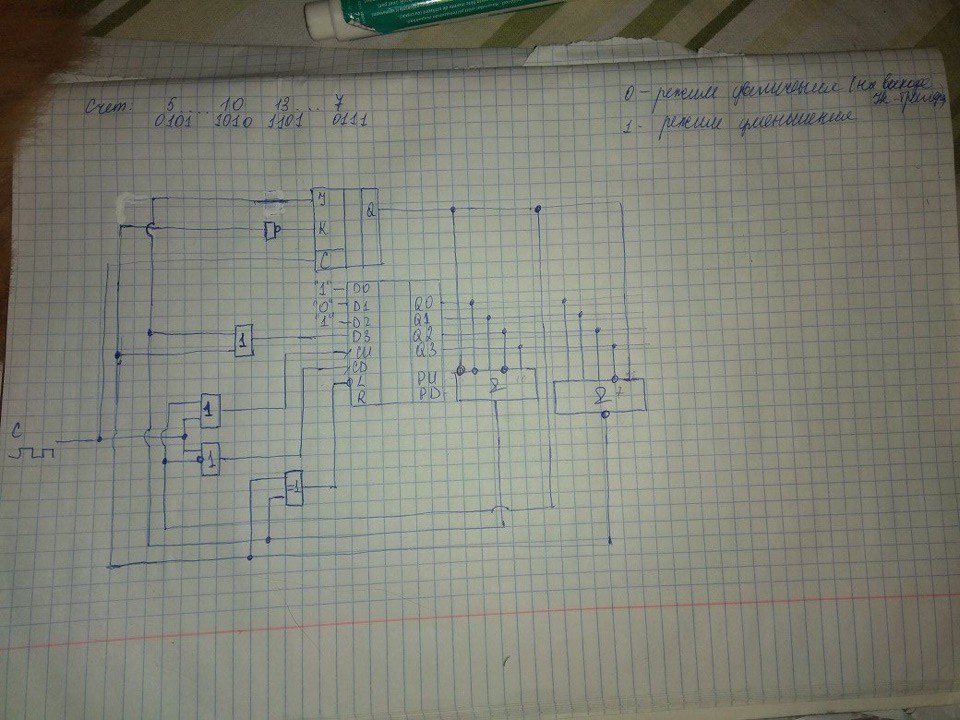 Счет: 5 ... 10 13 ... 7
0101 1010 1101 0111
0 - режим увеличения (на выходе
JK-триггера
1 - режим уменьшения
J
Q
K
C
"1" D0
"0" D1 Q0
"1" D2 Q1
D3 Q2
CU Q3
CD
L PU
R PD
1
&
&
1
C
1
=1